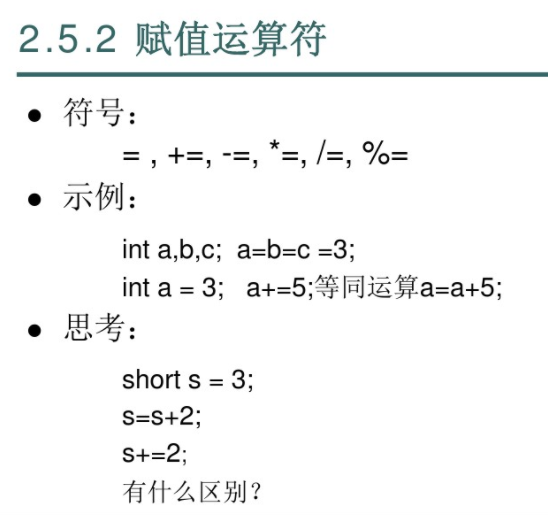 2.5.2 赋值运算符
● 符号：
= , +=, -=, *=, /=, %=
● 示例：
int a,b,c;  a=b=c =3;
int a = 3;   a+=5;等同运算a=a+5;
● 思考：
short s = 3;
s=s+2;
s+=2;
有什么区别?